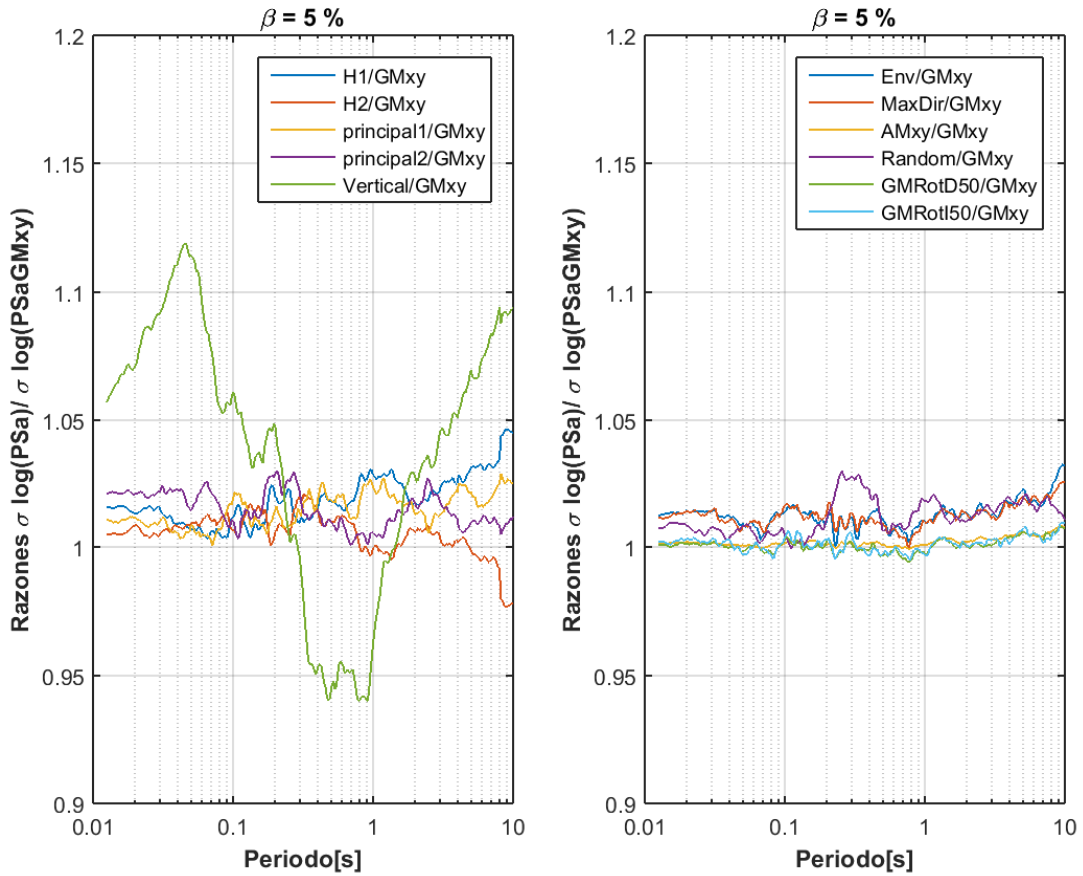 β = 5 %
1.2
1.15
1.1
1.05
1
0.95
0.9
Razones σ log(PSa)/ σ log(PSaGMxy)
H1/GMxy
H2/GMxy
principal1/GMxy
principal2/GMxy
Vertical/GMxy
0.01
0.1
1
10
Periodo[s]
β = 5 %
1.2
1.15
1.1
1.05
1
0.95
0.9
Razones σ log(PSa)/ σ log(PSaGMxy)
Env/GMxy
MaxDir/GMxy
AMxy/GMxy
Random/GMxy
GMRotD50/GMxy
GMRotI50/GMxy
0.01
0.1
1
10
Periodo[s]